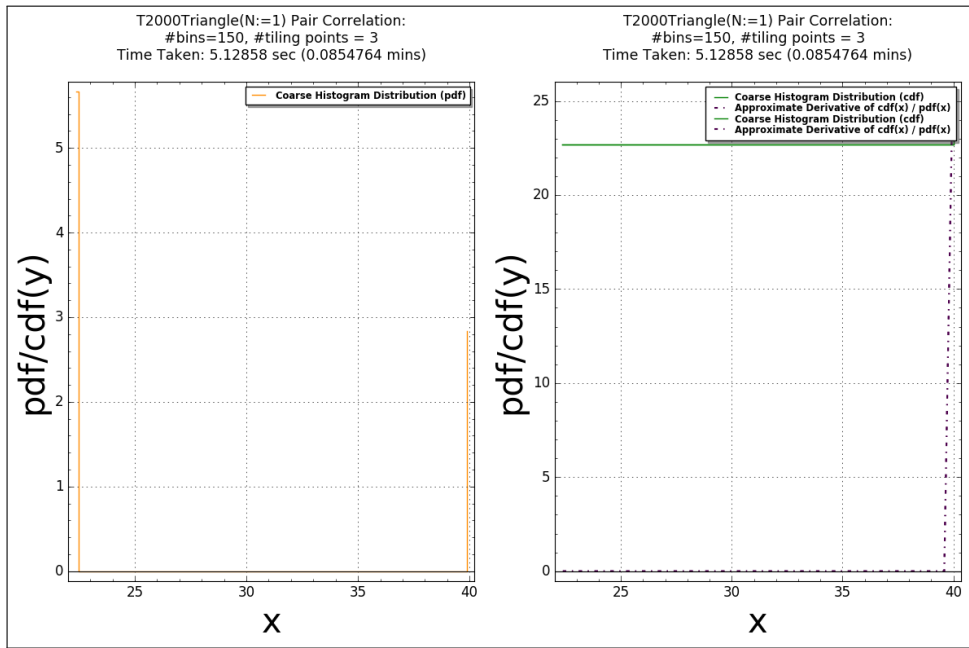 T2000Triangle(N:=1) Pair Correlation:
#bins=150, #tiling points = 3
Time Taken: 5.12858 sec (0.0854764 mins)
Coarse Histogram Distribution (pdf)
5
4
3
2
1
0
25
30
35
40
pdf/cdf(y)
x
T2000Triangle(N:=1) Pair Correlation:
#bins=150, #tiling points = 3
Time Taken: 5.12858 sec (0.0854764 mins)
Coarse Histogram Distribution (cdf)
Approximate Derivative of cdf(x) / pdf(x)
Coarse Histogram Distribution (cdf)
Approximate Derivative of cdf(x) / pdf(x)
25
20
15
10
5
0
25
30
35
40
pdf/cdf(y)
x